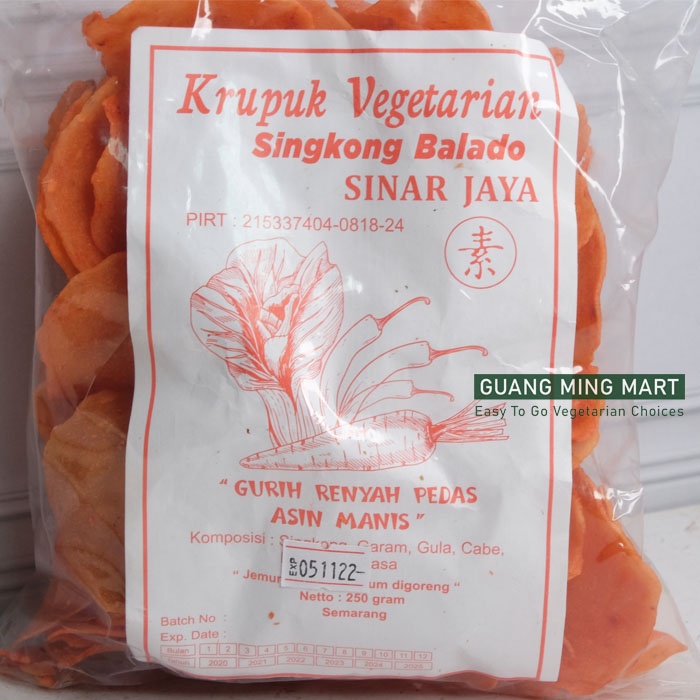 Krupuk Vegetarian
Singkong Balado
SINAR JAYA
PIRT : 215337404-0818-24
素
GUANG MING MART
Easy To Go Vegetarian Choices
" GURIH RENYAH PEDAS
ASIN MANIS "
Komposisi : Garam, Gula, Cabe,
EXP 051122-
" Jemur digoreng "
Netto : 250 gram
Semarang
Batch No :
Exp. Date :
Bulan 1 2 3 4 5 6 7 8 9 10 11 12
2020 2021 2022 2023 2024 2025